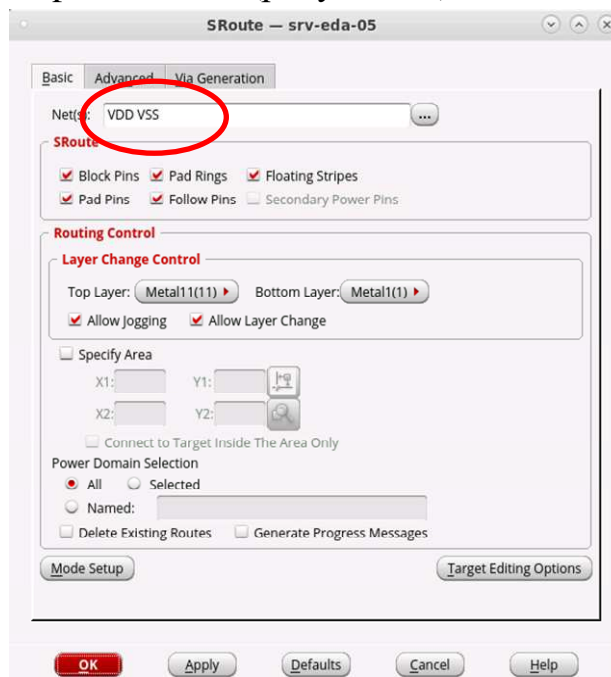 SRoute — srv-eda-05
Basic Advanced Via Generation
VDD VSS ...
SRoute
Block Pins Pad Rings Floating Stripes
Pad Pins Follow Pins Secondary Power Pins
Routing Control
Layer Change Control
Top Layer: Metal11(11) Bottom Layer: Metal1(1)
Allow Jogging Allow Layer Change
Specify Area
X1: Y1:
X2: Y2:
Connect to Target Inside The Area Only
Power Domain Selection
All Selected
Named:
Delete Existing Routes Generate Progress Messages
Mode Setup Target Editing Options
OK Apply Defaults Cancel Help